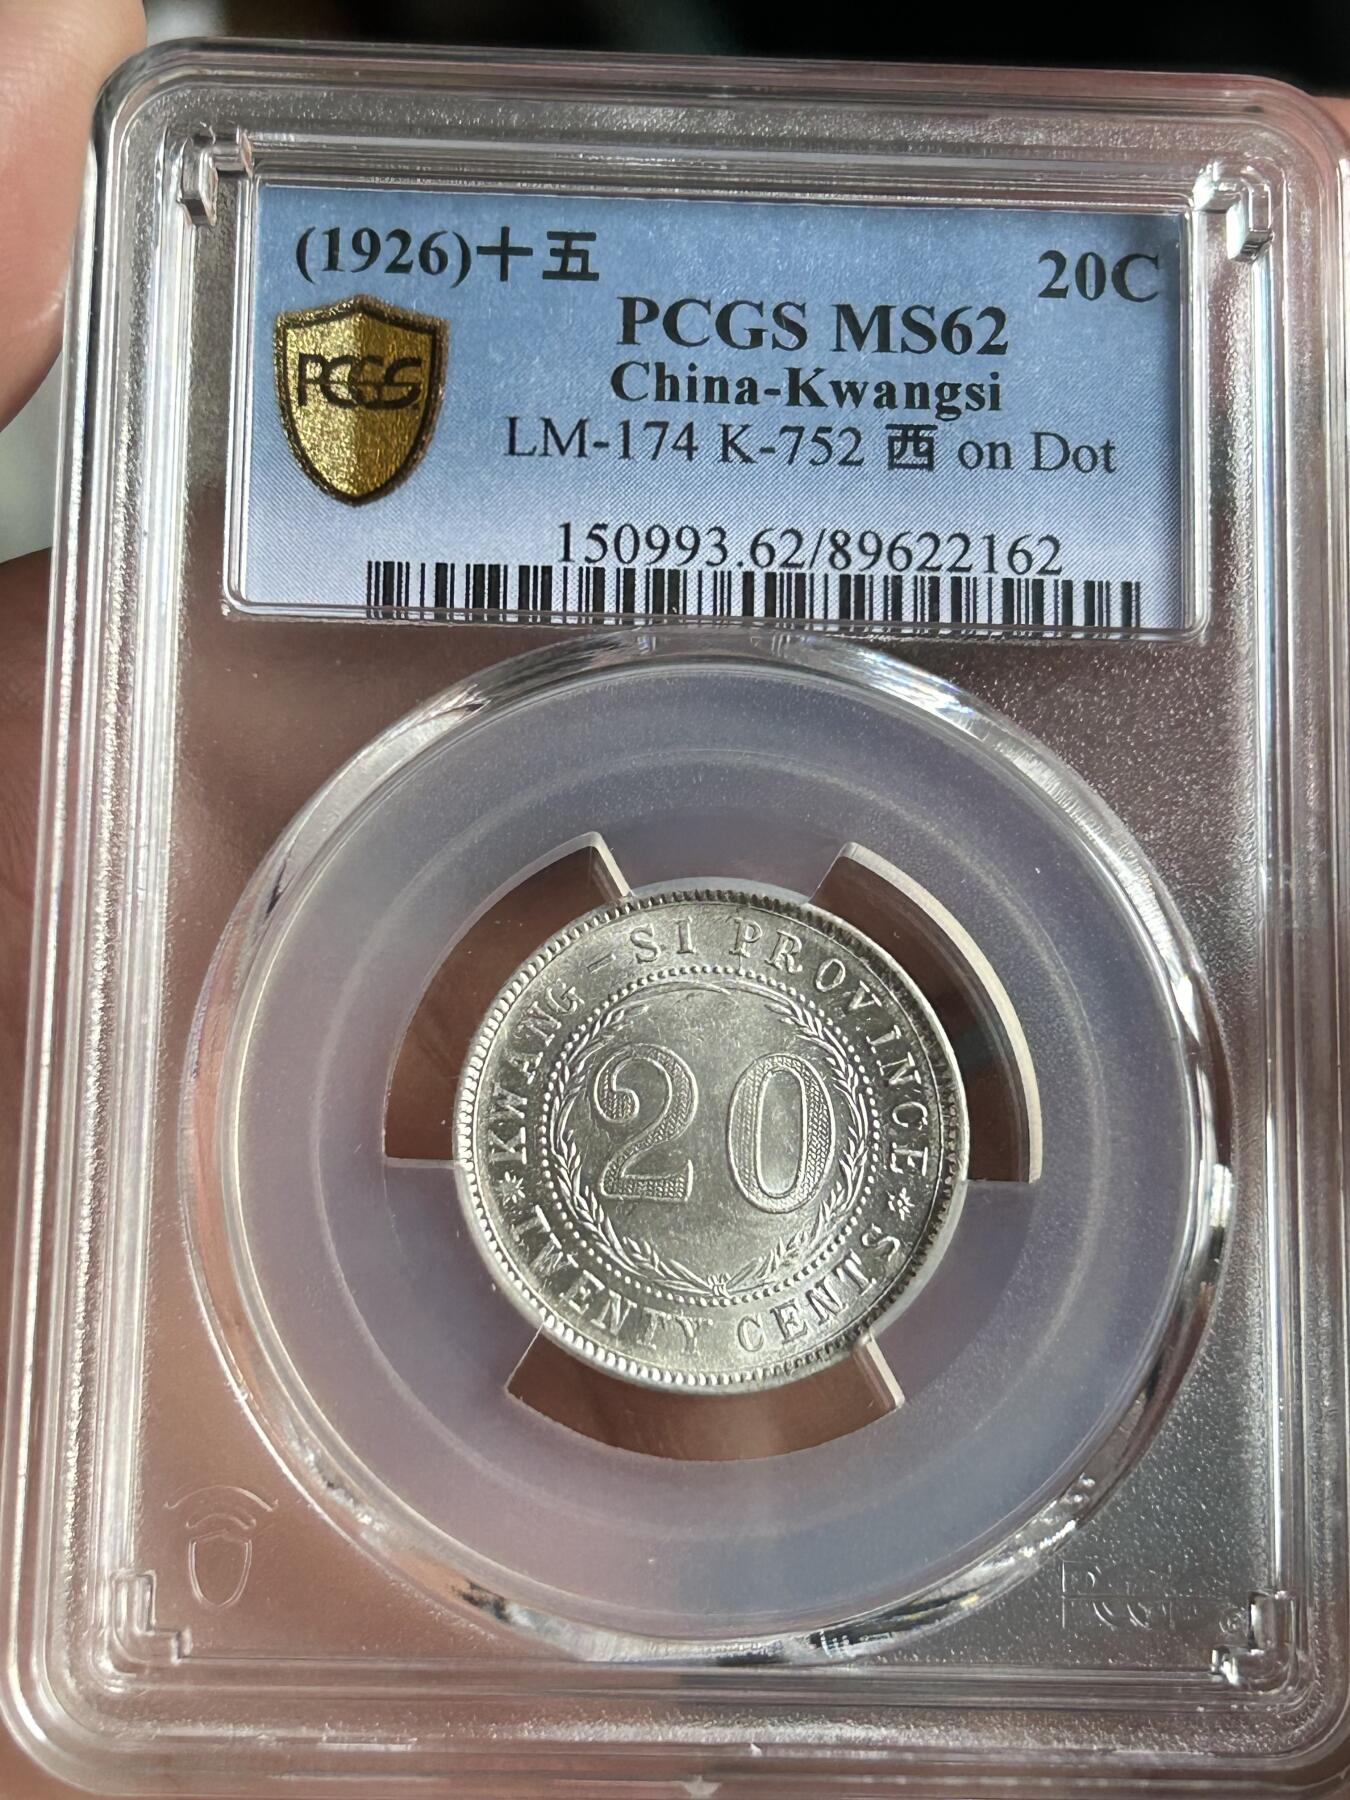 (1926)十五 20C
PCGS MS62
China-Kwangsi
PCGS
LM-174 K-752 西 on Dot
150993.62/89622162
KWANG-SI PROVINCE
20
TWENTY CENTS